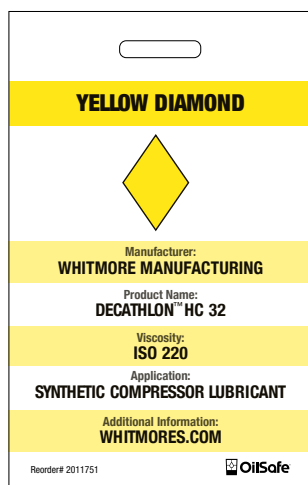 YELLOW DIAMOND
Manufacturer:
WHITMORE MANUFACTURING
Product Name:
DECATHLON™ HC 32
Viscosity:
ISO 220
Application:
SYNTHETIC COMPRESSOR LUBRICANT
Additional Information:
WHITMORES.COM
Reorder# 2011751
OilSafe